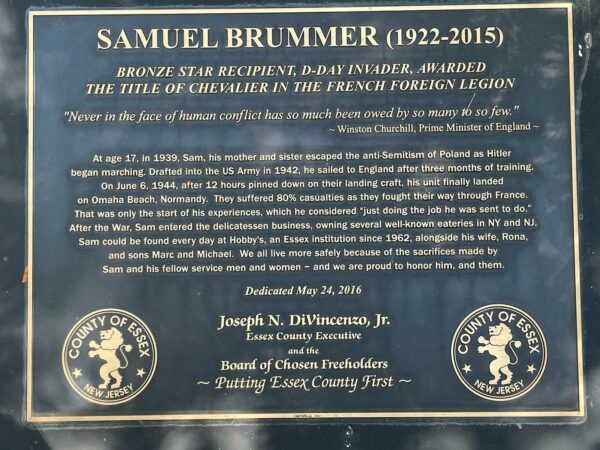 SAMUEL BRUMMER (1922-2015)
BRONZE STAR RECIPIENT, D-DAY INVADER, AWARDED
THE TITLE OF CHEVALIER IN THE FRENCH FOREIGN LEGION
"Never in the face of human conflict has so much been owed by so many to so few."
~ Winston Churchill, Prime Minister of England ~
At age 17, in 1939, Sam, his mother and sister escaped the anti-Semitism of Poland as Hitler
began marching. Drafted into the US Army in 1942, he sailed to England after three months of training.
On June 6, 1944, after 12 hours pinned down on their landing craft, his unit finally landed
on Omaha Beach, Normandy. They suffered 80% casualties as they fought their way through France.
That was only the start of his experiences, which he considered "just doing the job he was sent to do."
After the War, Sam entered the delicatessen business, owning several well-known eateries in NY and NJ.
Sam could be found every day at Hobby's, an Essex institution since 1962, alongside his wife, Rona,
and sons Marc and Michael. We all live more safely because of the sacrifices made by
Sam and his fellow service men and women ~ and we are proud to honor him, and them.
Dedicated May 24, 2016
Joseph N. DiVincenzo, Jr.
Essex County Executive
and the
Board of Chosen Freeholders
~ Putting Essex County First ~
COUNTY OF ESSEX
NEW JERSEY
COUNTY OF ESSEX
NEW JERSEY